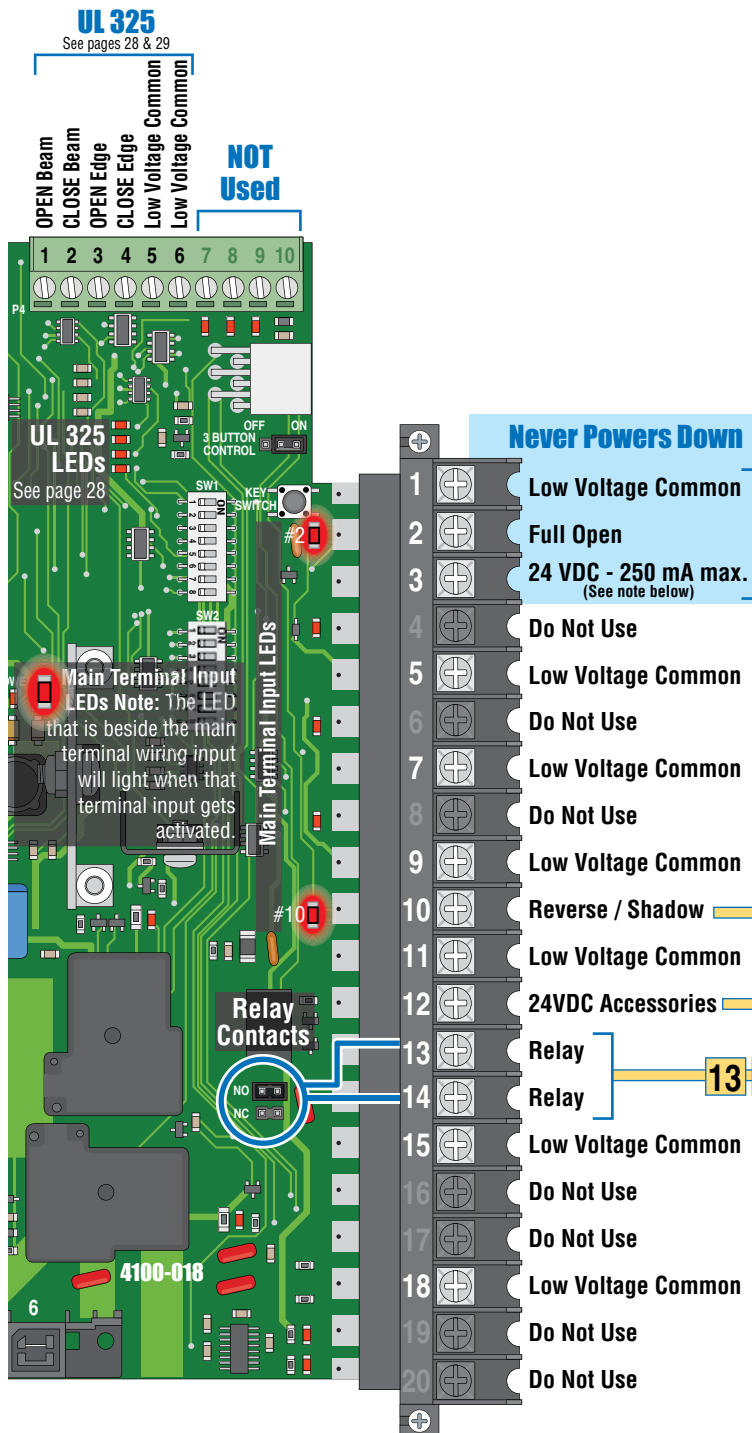 UL 325
See pages 28 & 29
OPEN Beam
CLOSE Beam
OPEN Edge
CLOSE Edge
Low Voltage Common
Low Voltage Common
NOT
Used
1 2 3 4 5 6 7 8 9 10
P4
OFF ON
3 BUTTON
CONTROL
UL 325
LEDs
See page 28
SW1
ON
1
2
3
4
5
6
7
8
KEY
SWITCH
#2
SW2
ON
1
2
Main Terminal Input
LEDs Note: The LED
that is beside the main
terminal wiring input
will light when that
terminal input gets
activated.
Main Terminal Input LEDs
#10
Relay
Contacts
NO
NC
4100-018
6
Never Powers Down
1 Low Voltage Common
2 Full Open
3 24 VDC - 250 mA max.
(See note below)
4 Do Not Use
5 Low Voltage Common
6 Do Not Use
7 Low Voltage Common
8 Do Not Use
9 Low Voltage Common
10 Reverse / Shadow
11 Low Voltage Common
12 24VDC Accessories
13 Relay
13
14 Relay
15 Low Voltage Common
16 Do Not Use
17 Do Not Use
18 Low Voltage Common
19 Do Not Use
20 Do Not Use